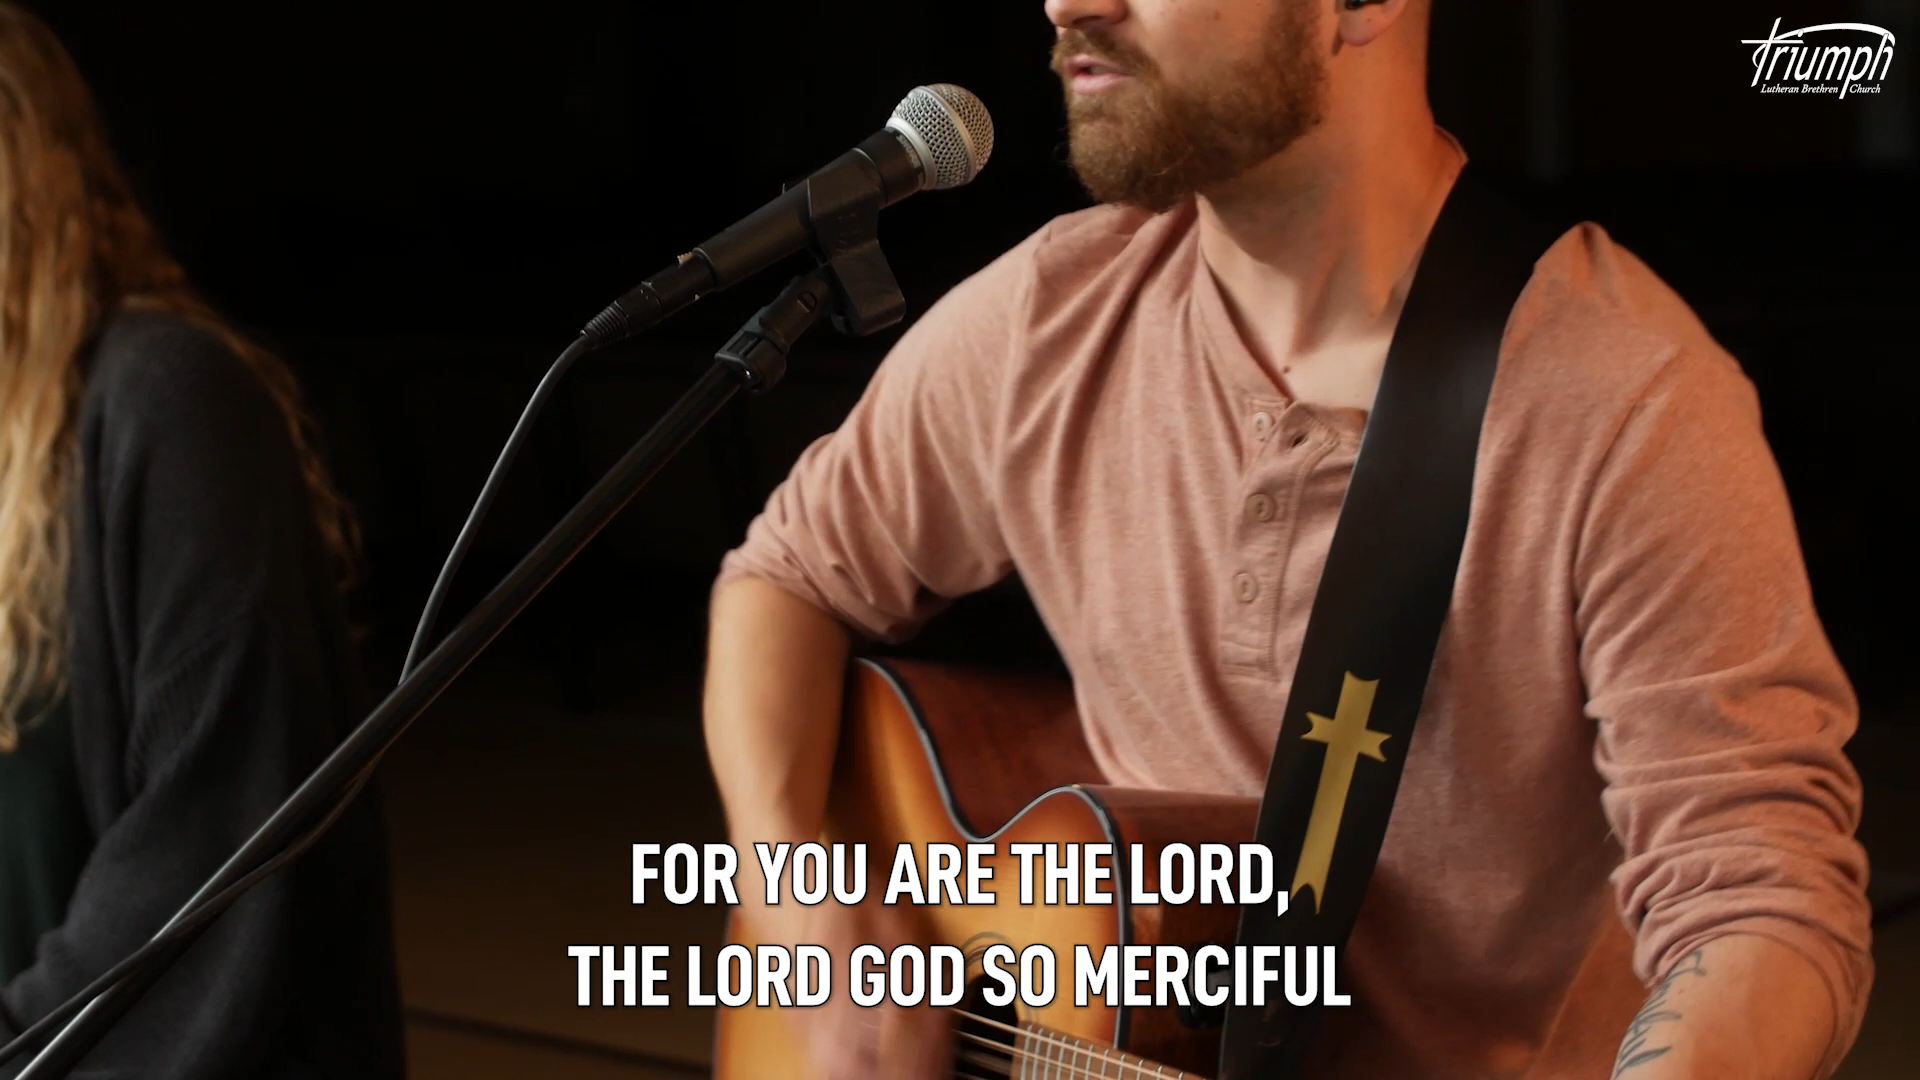 Triumph
Lutheran Brethren Church
FOR YOU ARE THE LORD,
THE LORD GOD SO MERCIFUL